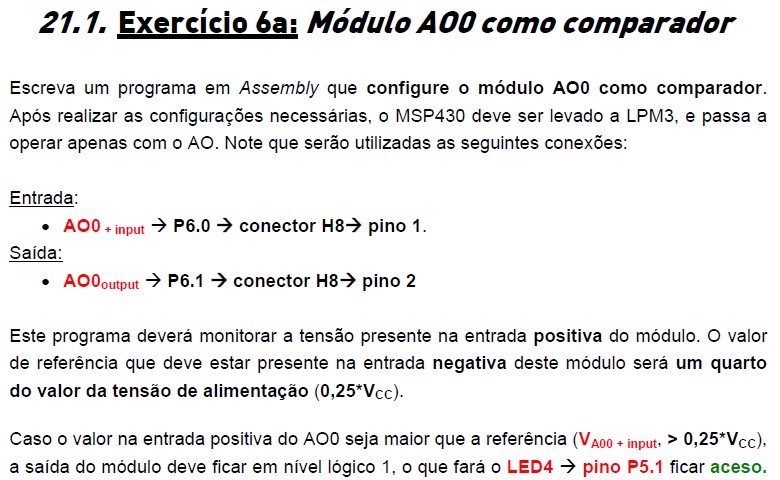 21.1. Exercício 6a: Módulo AO0 como comparador
Escreva um programa em Assembly que configure o módulo AO0 como comparador.
Após realizar as configurações necessárias, o MSP430 deve ser levado a LPM3, e passa a
operar apenas com o AO. Note que serão utilizadas as seguintes conexões:
Entrada:
• AO0 + input → P6.0 → conector H8→ pino 1.
Saída:
• AO0output → P6.1 → conector H8→ pino 2
Este programa deverá monitorar a tensão presente na entrada positiva do módulo. O valor
de referência que deve estar presente na entrada negativa deste módulo será um quarto
do valor da tensão de alimentação (0,25*VCC).
Caso o valor na entrada positiva do AO0 seja maior que a referência (VA00 + input, > 0,25*VCC),
a saída do módulo deve ficar em nível lógico 1, o que fará o LED4 → pino P5.1 ficar aceso.